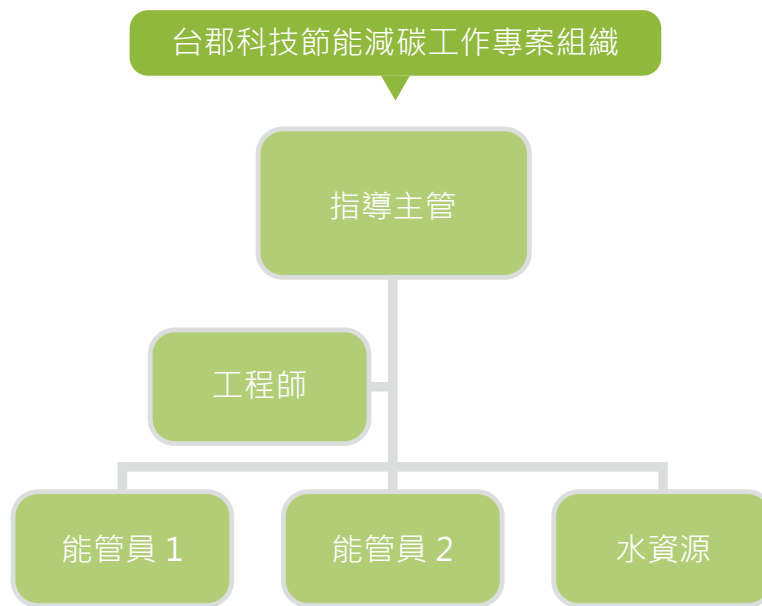 台郡科技節能減碳工作專案組織
指導主管
工程師
能管員 1
能管員 2
水資源